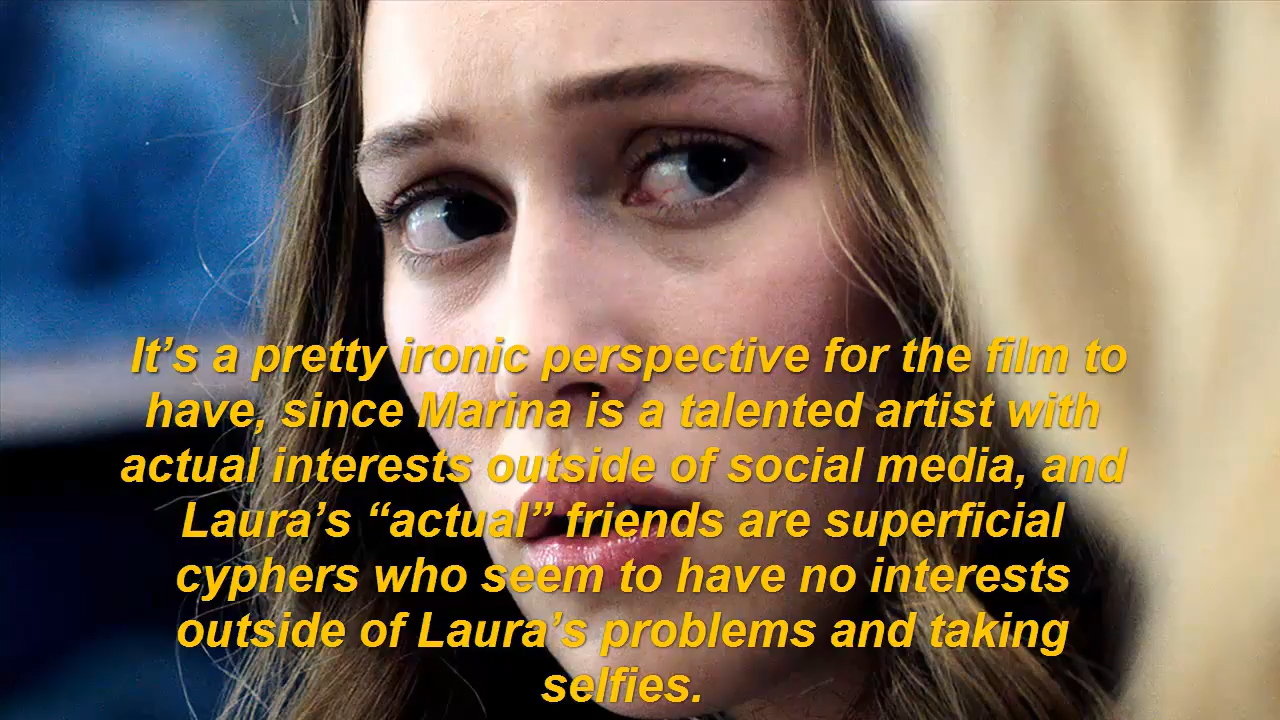 It’s a pretty ironic perspective for the film to
have, since Marina is a talented artist with
actual interests outside of social media, and
Laura’s “actual” friends are superficial
cyphers who seem to have no interests
outside of Laura’s problems and taking
selfies.